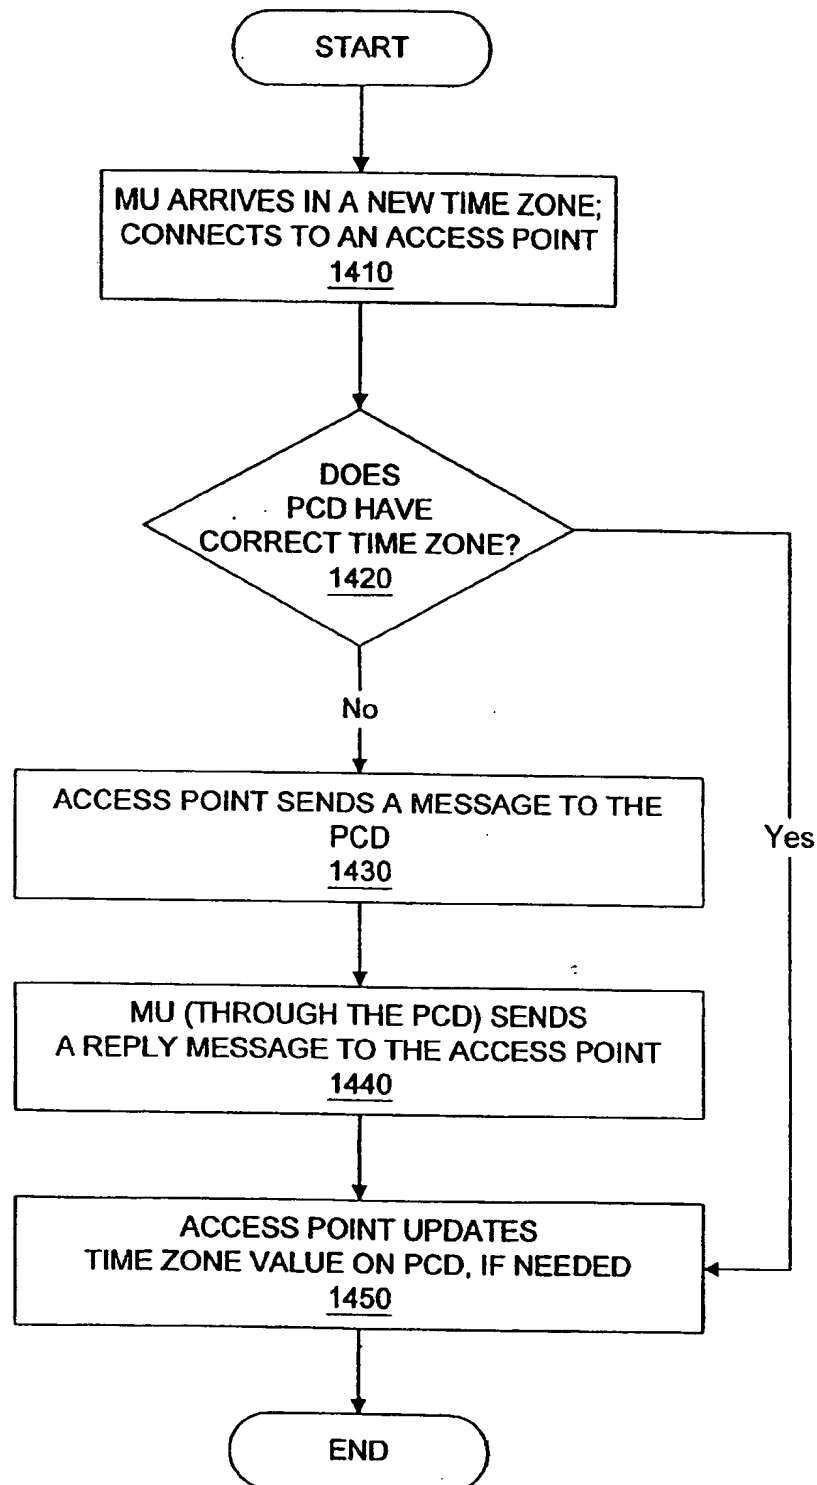 START
MU ARRIVES IN A NEW TIME ZONE;
CONNECTS TO AN ACCESS POINT
1410
DOES
PCD HAVE
CORRECT TIME ZONE?
1420
No
ACCESS POINT SENDS A MESSAGE TO THE
PCD
1430
Yes
MU (THROUGH THE PCD) SENDS
A REPLY MESSAGE TO THE ACCESS POINT
1440
ACCESS POINT UPDATES
TIME ZONE VALUE ON PCD, IF NEEDED
1450
END